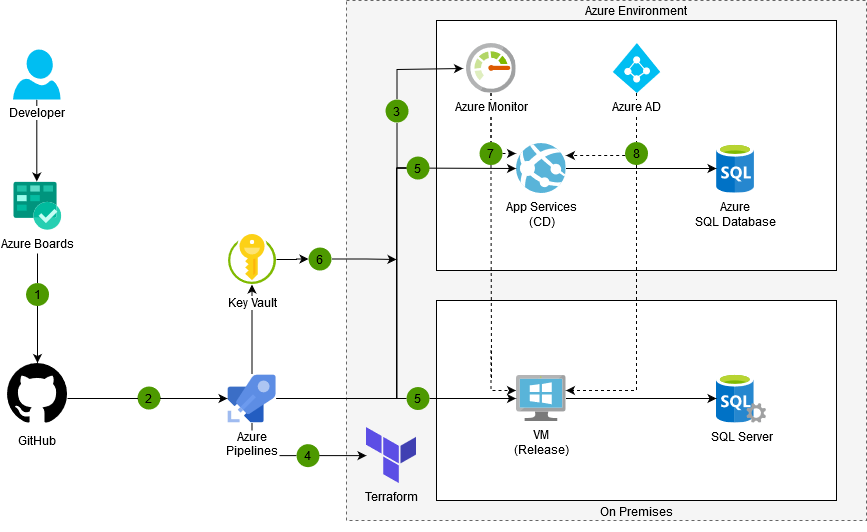 Azure Environment
Developer
Azure Monitor
Azure AD
3
7
8
5
SQL
App Services
(CD)
Azure
SQL Database
Azure Boards
6
1
Key Vault
2
5
SQL
GitHub
Azure
Pipelines
VM
(Release)
SQL Server
4
Terraform
On Premises